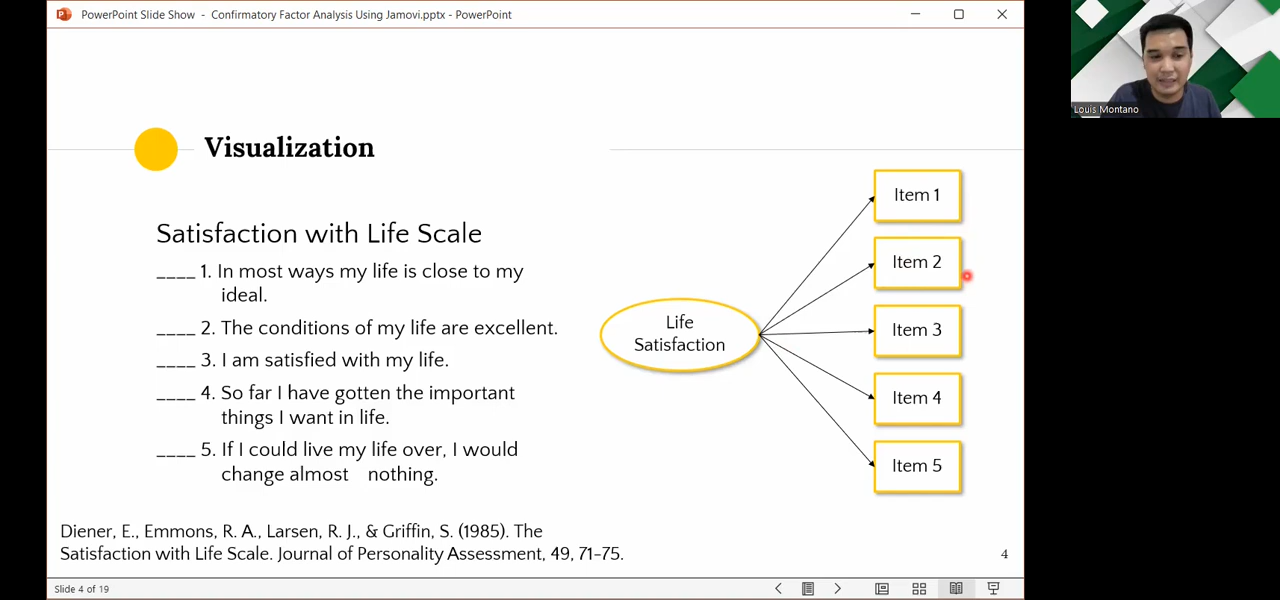 PowerPoint Slide Show - Confirmatory Factor Analysis Using Jamovi.pptx - PowerPoint
Louis Montano
Visualization
Satisfaction with Life Scale
____ 1. In most ways my life is close to my
ideal.
____ 2. The conditions of my life are excellent.
____ 3. I am satisfied with my life.
____ 4. So far I have gotten the important
things I want in life.
____ 5. If I could live my life over, I would
change almost nothing.
Life
Satisfaction
Item 1
Item 2
Item 3
Item 4
Item 5
Diener, E., Emmons, R. A., Larsen, R. J., & Griffin, S. (1985). The
Satisfaction with Life Scale. Journal of Personality Assessment, 49, 71-75.
4
Slide 4 of 19